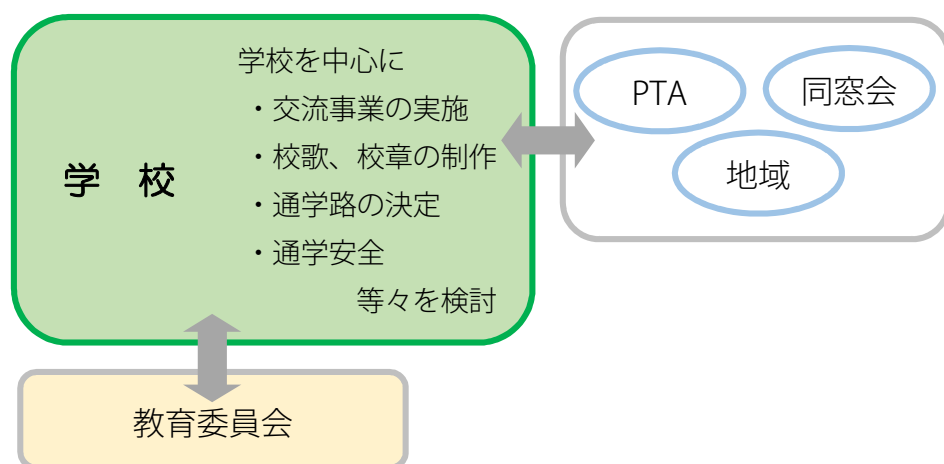 学校を中心に
・交流事業の実施
・校歌、校章の制作
学　校
・通学路の決定
・通学安全
等々を検討
PTA
同窓会
地域
教育委員会